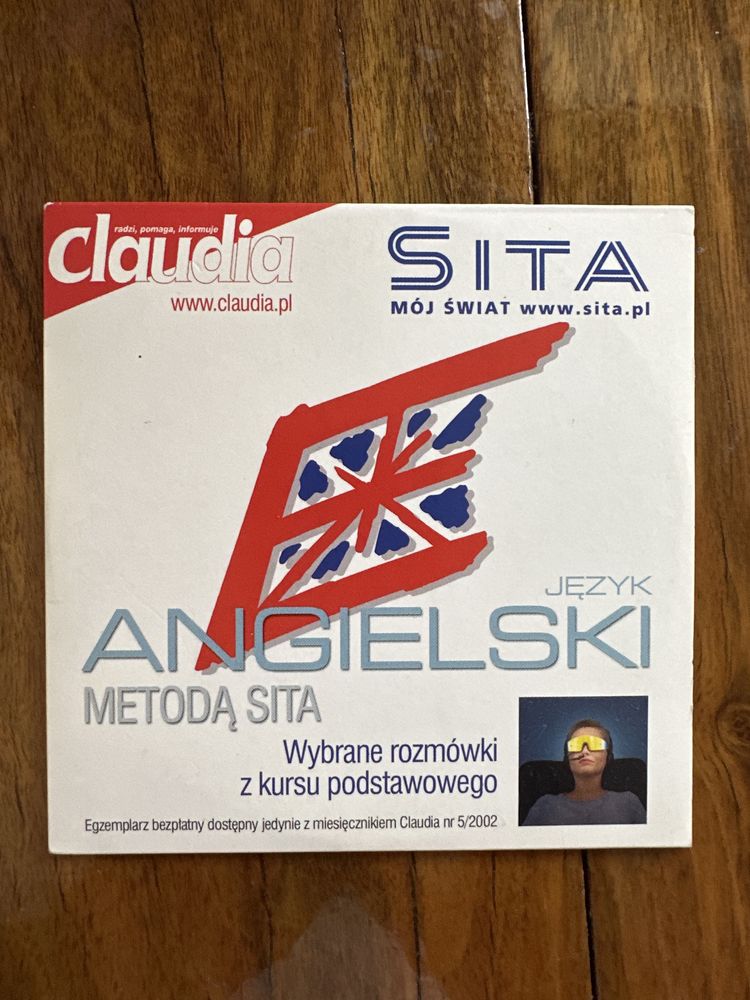 radzi, pomaga, informuje
claudia
www.claudia.pl
SITA
MÓJ ŚWIAT www.sita.pl
JĘZYK
ANGIELSKI
METODĄ SITA
Wybrane rozmówki
z kursu podstawowego
Egzemplarz bezpłatny dostępny jedynie z miesięcznikiem Claudia nr 5/2002